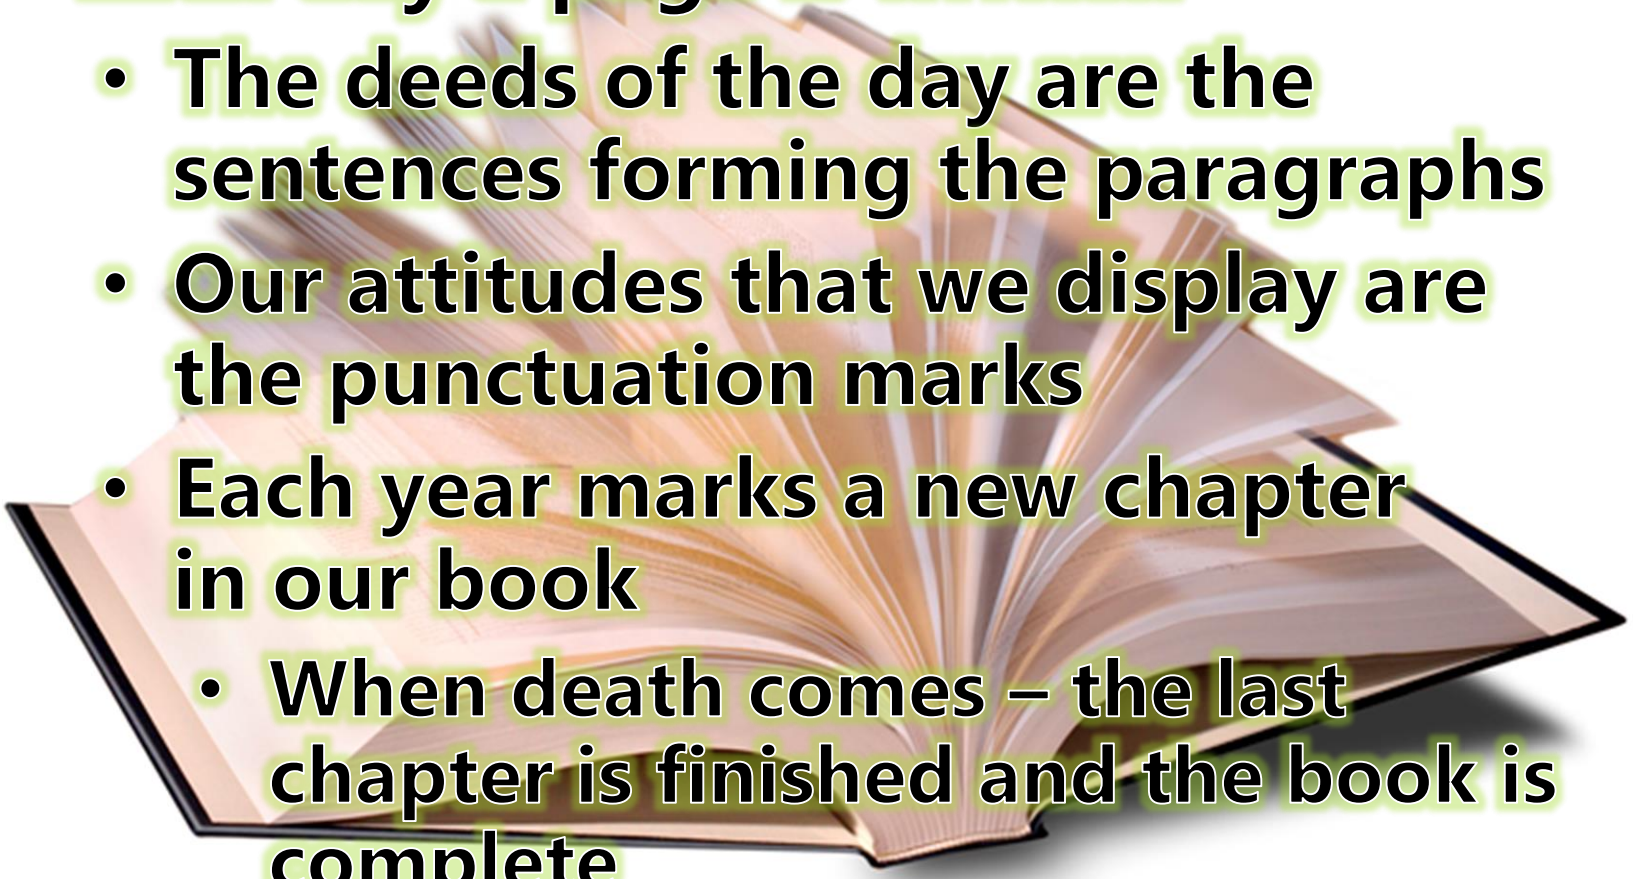 • The deeds of the day are the
sentences forming the paragraphs
• Our attitudes that we display are
the punctuation marks
• Each year marks a new chapter
in our book
• When death comes – the last
chapter is finished and the book is
complete